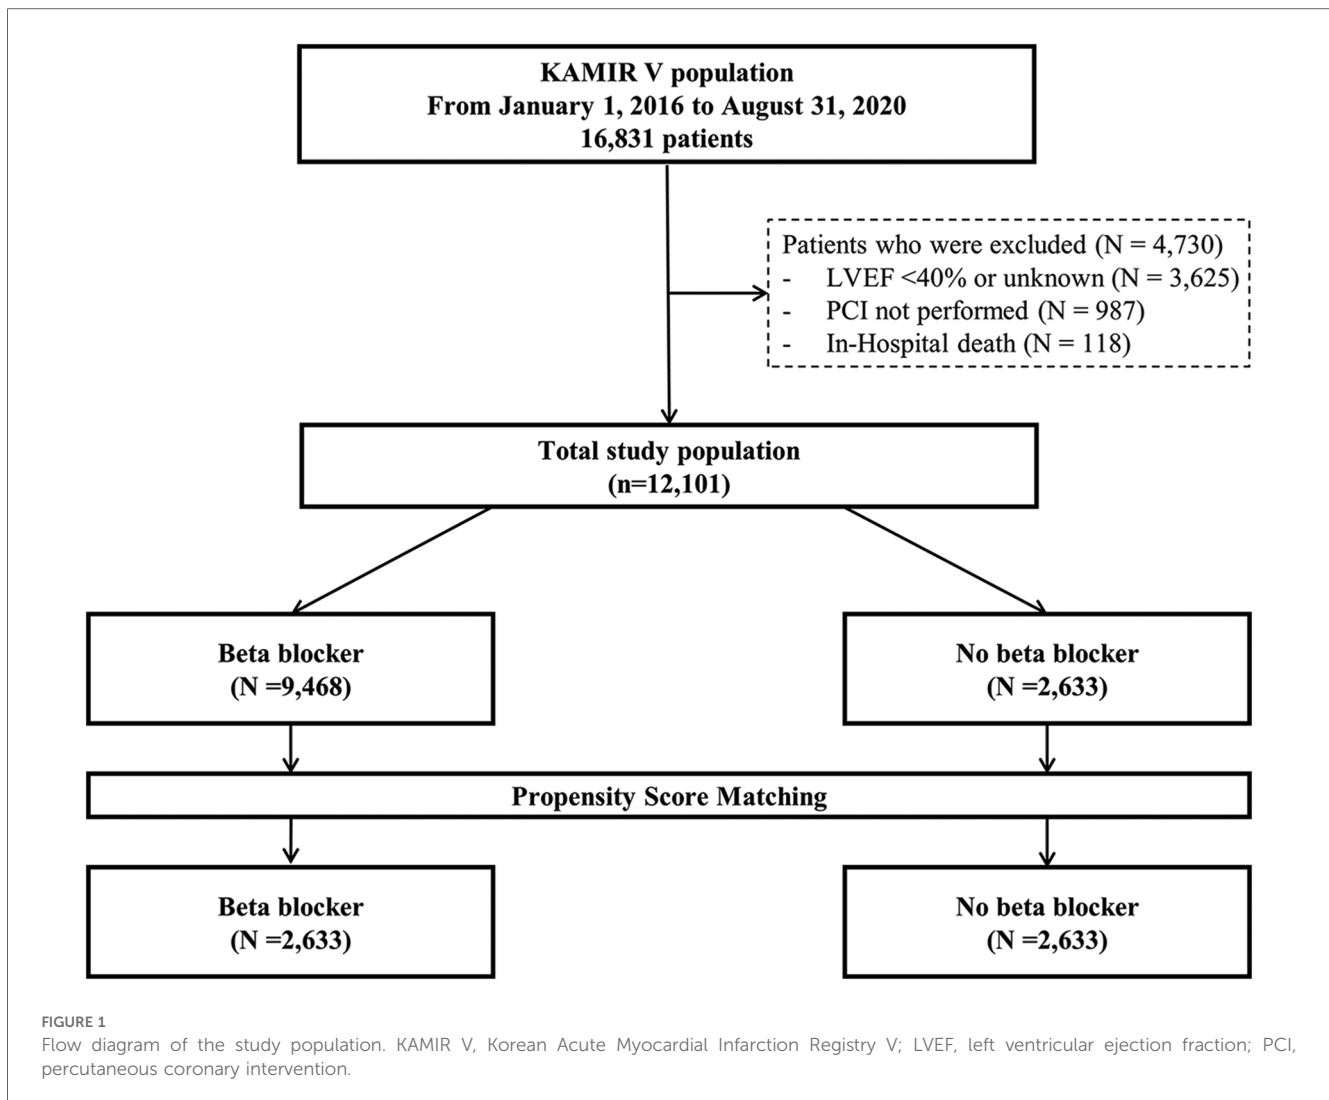 KAMIR V population
From January 1, 2016 to August 31, 2020
16,831 patients
Patients who were excluded (N = 4,730)
- LVEF <40% or unknown (N = 3,625)
- PCI not performed (N = 987)
- In-Hospital death (N = 118)
Total study population
(n=12,101)
Beta blocker
(N =9,468)
No beta blocker
(N =2,633)
Propensity Score Matching
Beta blocker
(N =2,633)
No beta blocker
(N =2,633)
FIGURE 1
Flow diagram of the study population. KAMIR V, Korean Acute Myocardial Infarction Registry V; LVEF, left ventricular ejection fraction; PCI,
percutaneous coronary intervention.